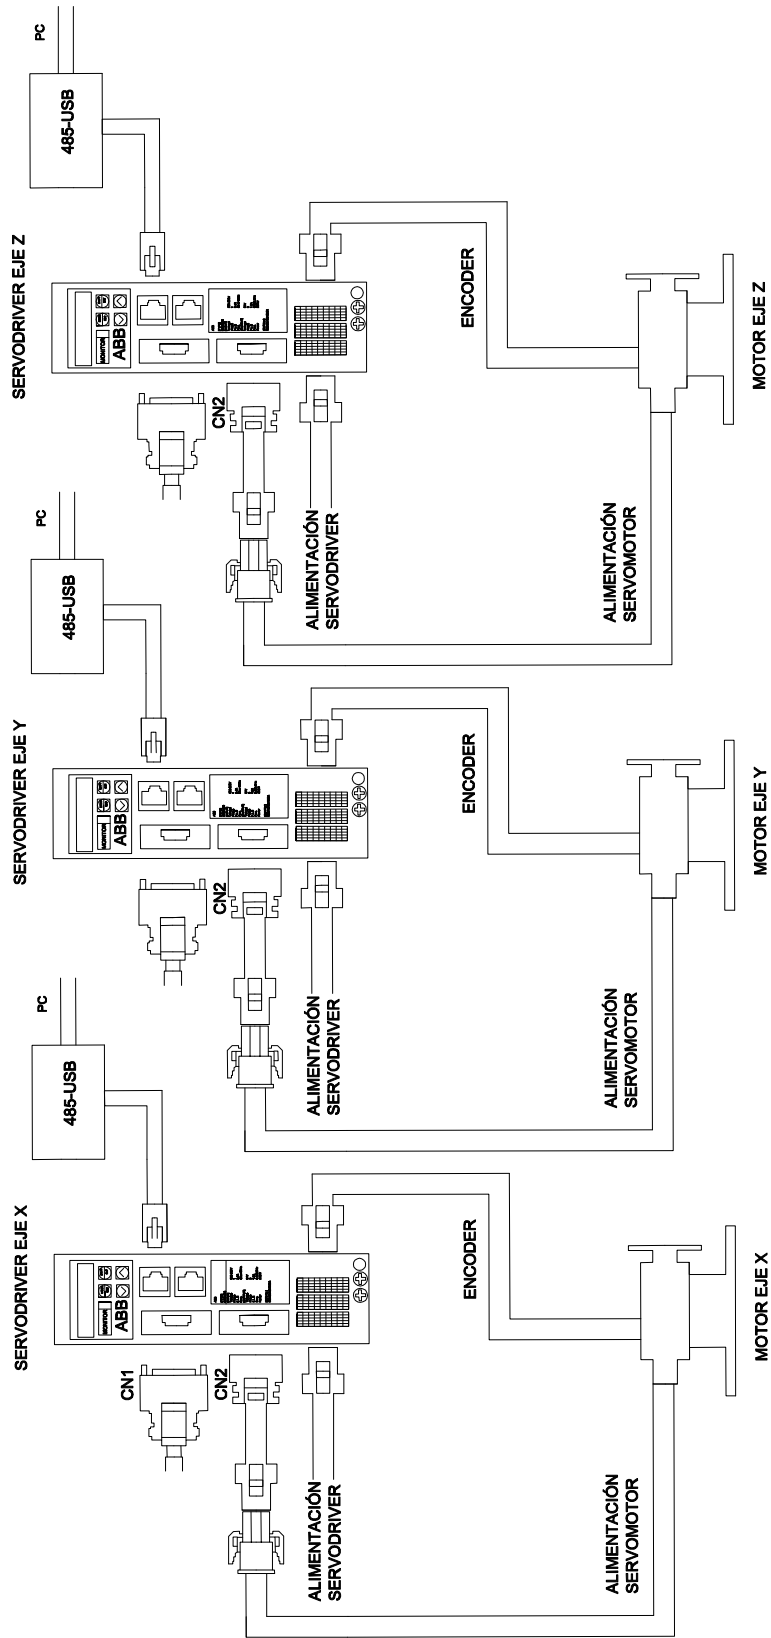 SERVODRIVER EJE X
485-USB
PC
MONITOR
ABB
CN1
CN2
ALIMENTACIÓN
SERVODRIVER
ENCODER
ALIMENTACIÓN
SERVOMOTOR
MOTOR EJE X
SERVODRIVER EJE Y
485-USB
PC
MONITOR
ABB
CN2
ALIMENTACIÓN
SERVODRIVER
ENCODER
ALIMENTACIÓN
SERVOMOTOR
MOTOR EJE Y
SERVODRIVER EJE Z
485-USB
PC
MONITOR
ABB
CN2
ALIMENTACIÓN
SERVODRIVER
ENCODER
ALIMENTACIÓN
SERVOMOTOR
MOTOR EJE Z